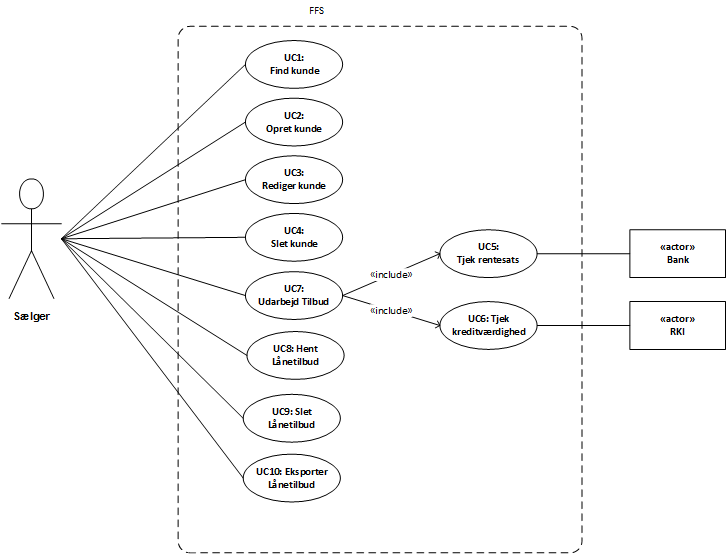 FFS
UC1:
Find kunde
UC2:
Opret kunde
UC3:
Rediger kunde
UC4:
Slet kunde
UC5:
Tjek rentesats
«actor»
Bank
«include»
UC7:
Udarbejd Tilbud
«include»
UC6: Tjek
kreditværdighed
«actor»
RKI
Sælger
UC8: Hent
Lånetilbud
UC9: Slet
Lånetilbud
UC10: Eksporter
Lånetilbud